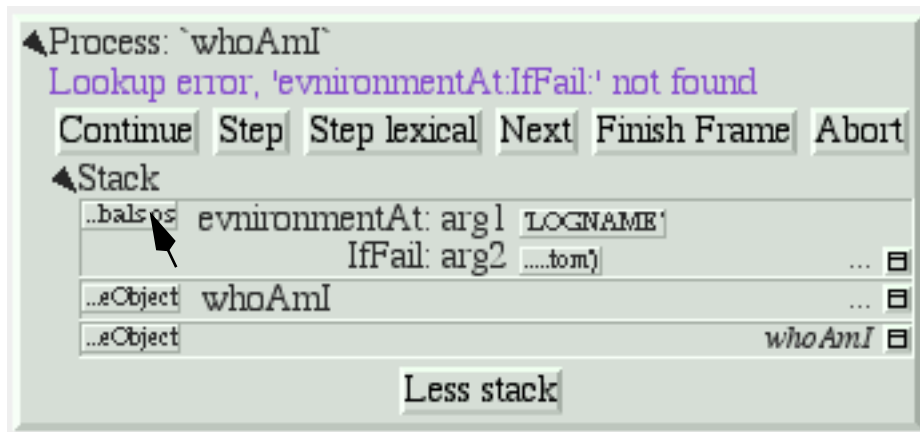 Process: `whoAmI`
Lookup error, 'evnironmentAt:IfFail:' not found
Continue Step Step lexical Next Finish Frame Abort
Stack
..bals os evnironmentAt: arg1 'LOGNAME'
IfFail: arg2 .....tom') ...
...eObject whoAmI ...
...eObject whoAmI
Less stack